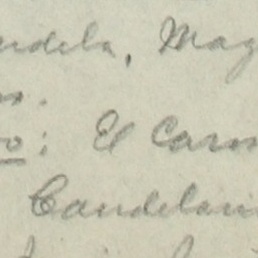 ndela, Mag
os.
o: El Carm
Candelari